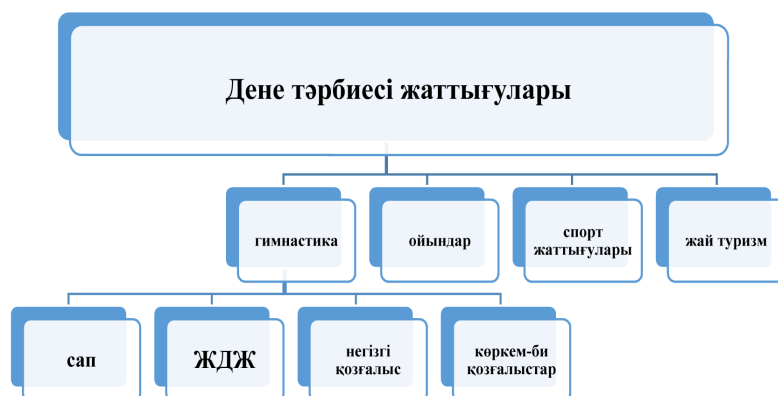 Дене тәрбиесі жаттығулары
гимнастика
ойындар
спорт
жаттығулары
жай туризм
сап
ЖДЖ
негізгі
қозғалыс
көркем-би
қозғалыстар